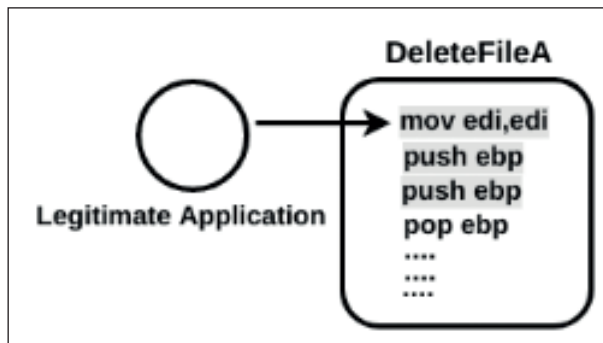 DeleteFileA
mov edi,edi
push ebp
push ebp
pop ebp
....
....
....
Legitimate Application